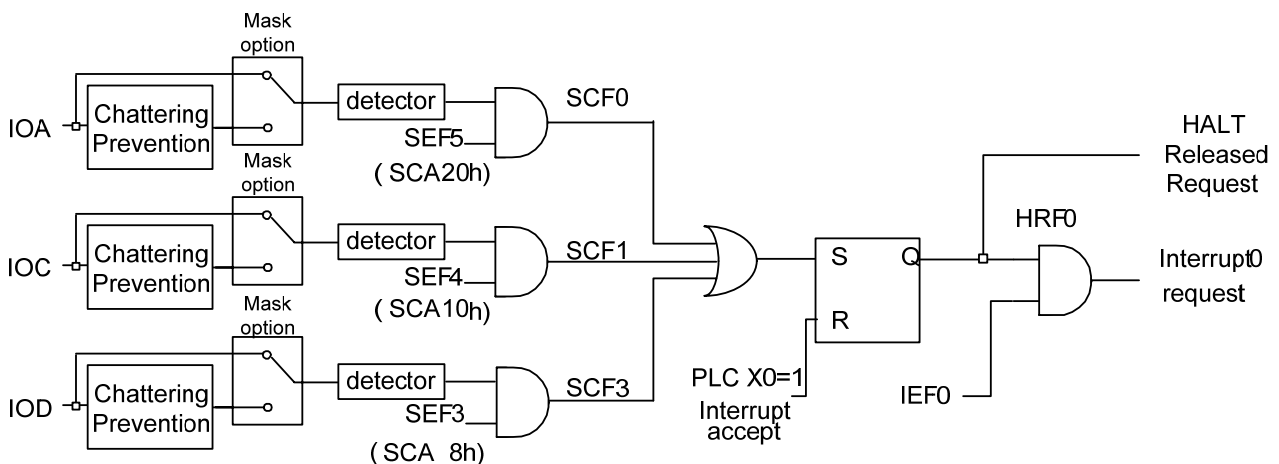 Mask
option
IOA
Chattering
Prevention
detector
SEF5
( SCA20h)
SCF0
Mask
option
IOC
Chattering
Prevention
detector
SEF4
(SCA10h)
SCF1
Mask
option
IOD
Chattering
Prevention
detector
SEF3
( SCA 8h)
SCF3
S
Q
R
PLC X0=1
Interrupt
accept
HALT
Released
Request
HRF0
IEF0
Interrupt0
request